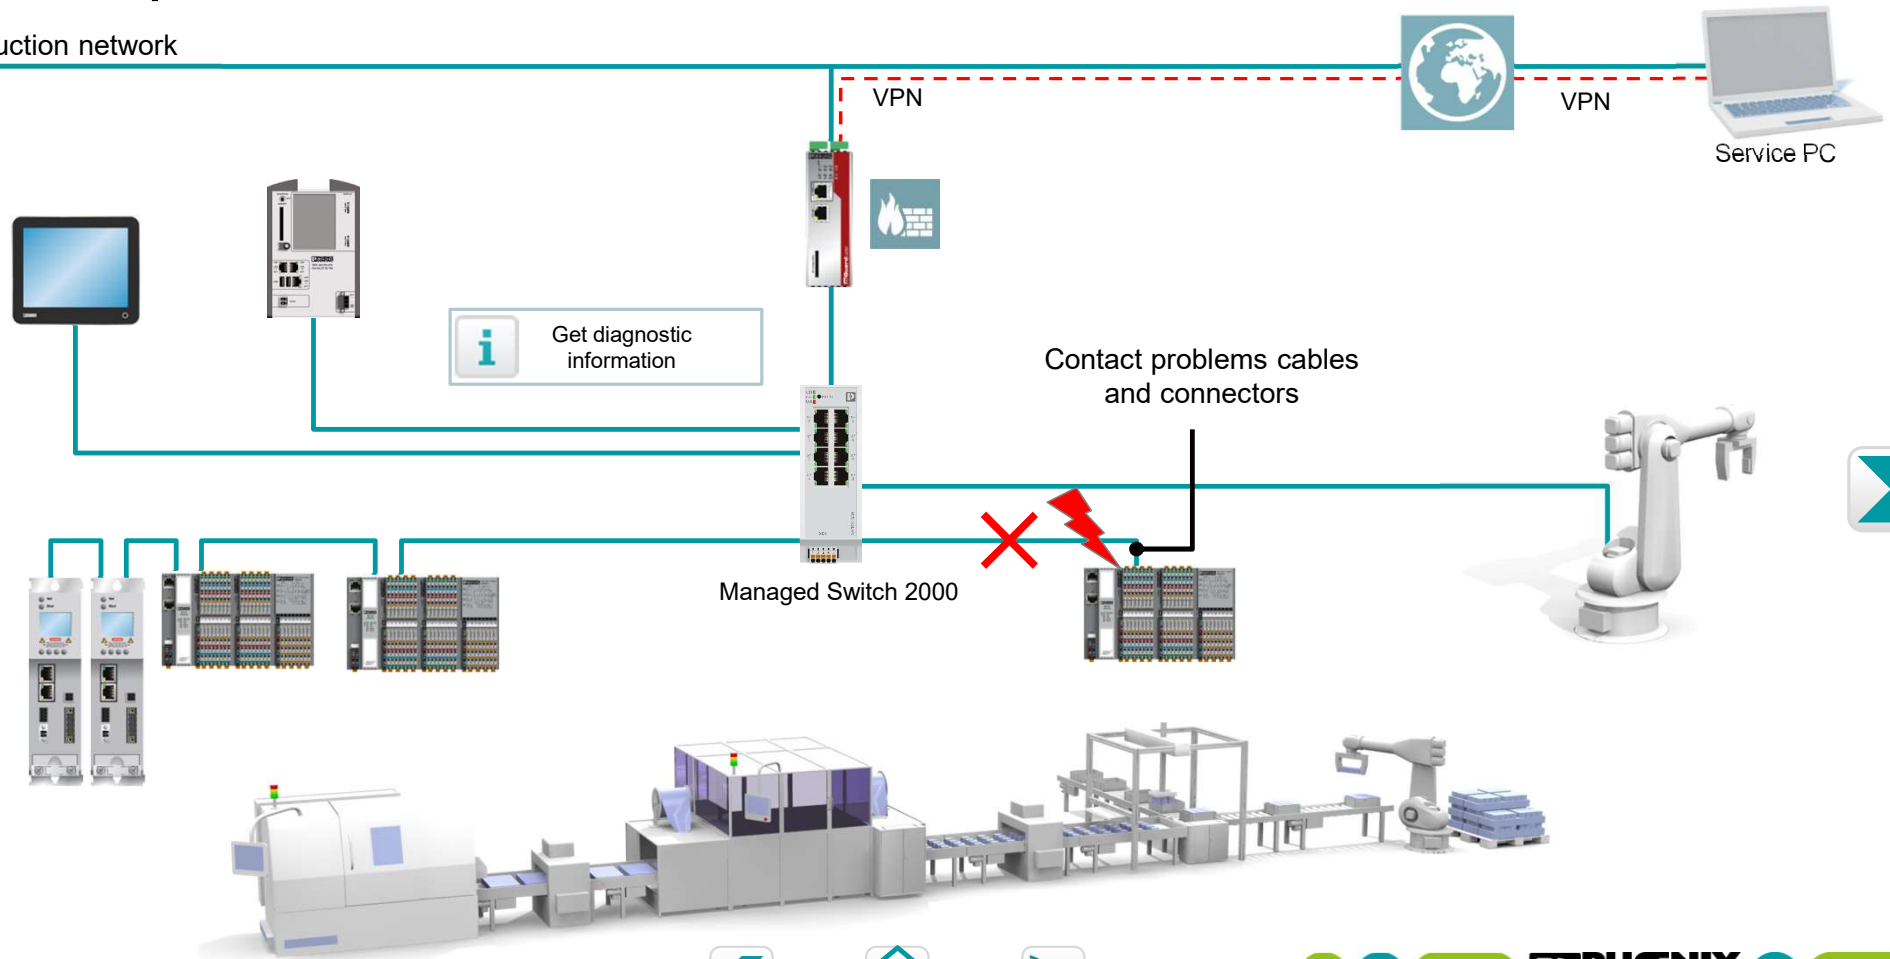 uction network
VPN
VPN
Service PC
Get diagnostic
information
Contact problems cables
and connectors
Managed Switch 2000